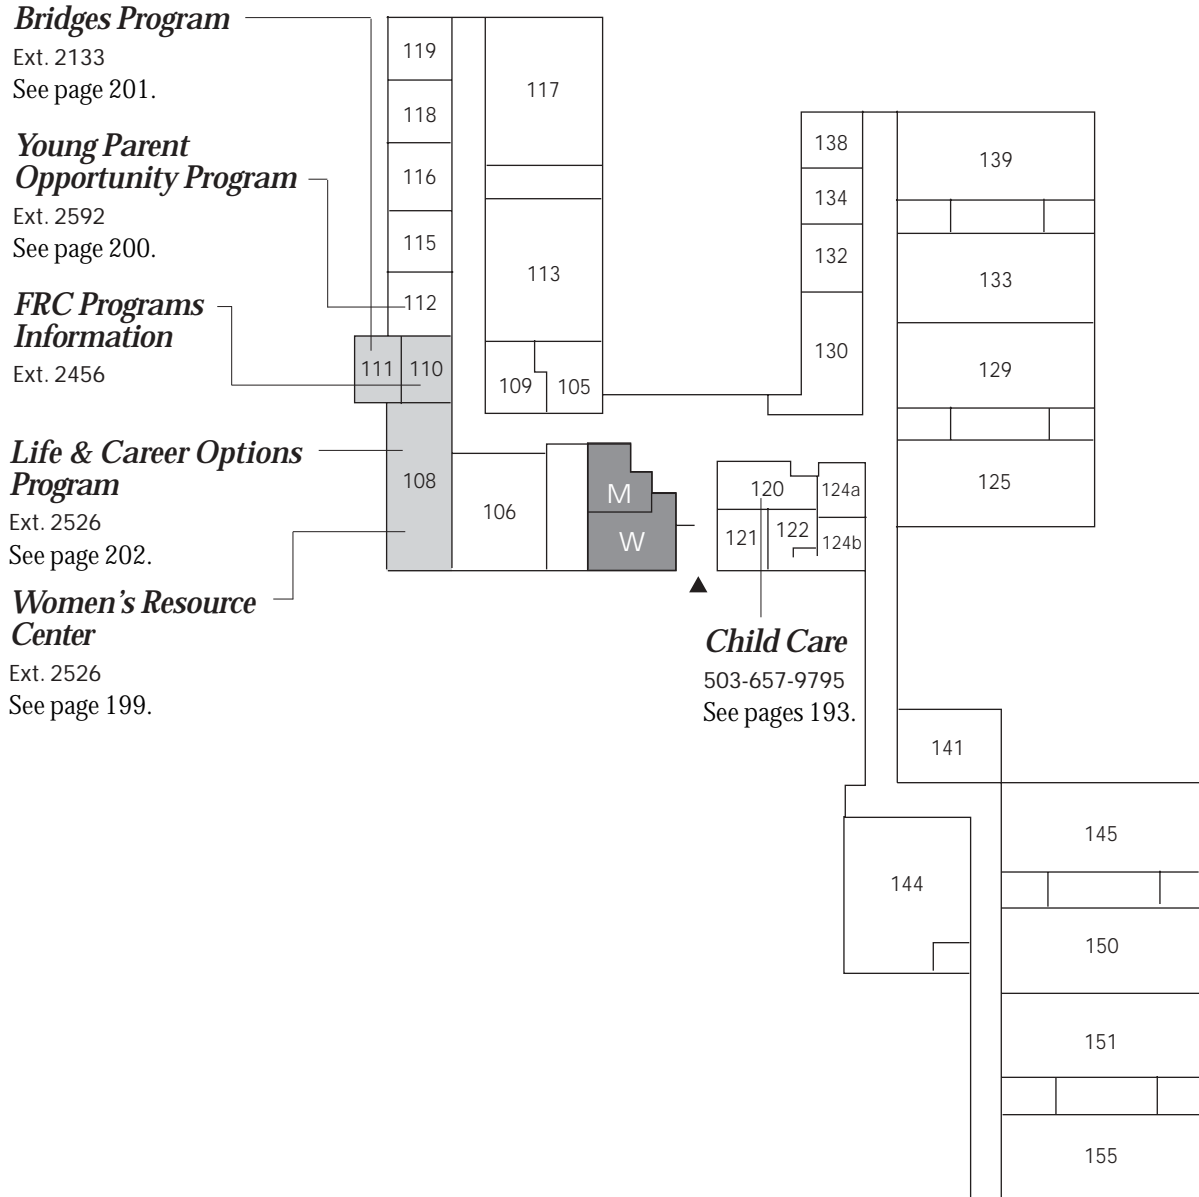 Bridges Program
Ext. 2133
See page 201.
Young Parent
Opportunity Program
Ext. 2592
See page 200.
FRC Programs
Information
Ext. 2456
Life & Career Options
Program
Ext. 2526
See page 202.
Women's Resource
Center
Ext. 2526
See page 199.
119
118
116
115
112
111
110
108
117
113
109
105
106
M
W
120
121
122
124a
124b
Child Care
503-657-9795
See pages 193.
138
134
132
130
139
133
129
125
141
144
145
150
151
155